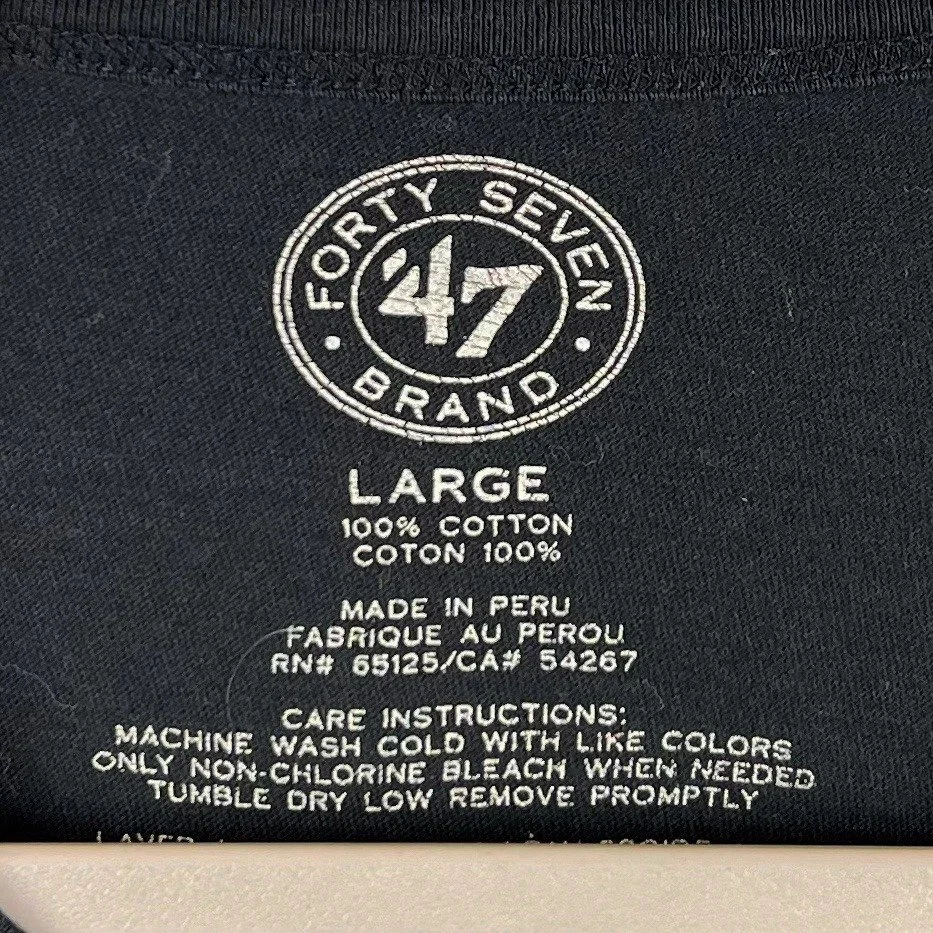 FORTY SEVEN
47
BRAND
LARGE
100% COTTON
COTON 100%
MADE IN PERU
FABRIQUE AU PEROU
RN# 65125/CA# 54267
CARE INSTRUCTIONS:
MACHINE WASH COLD WITH LIKE COLORS
ONLY NON-CHLORINE BLEACH WHEN NEEDED
TUMBLE DRY LOW REMOVE PROMPTLY